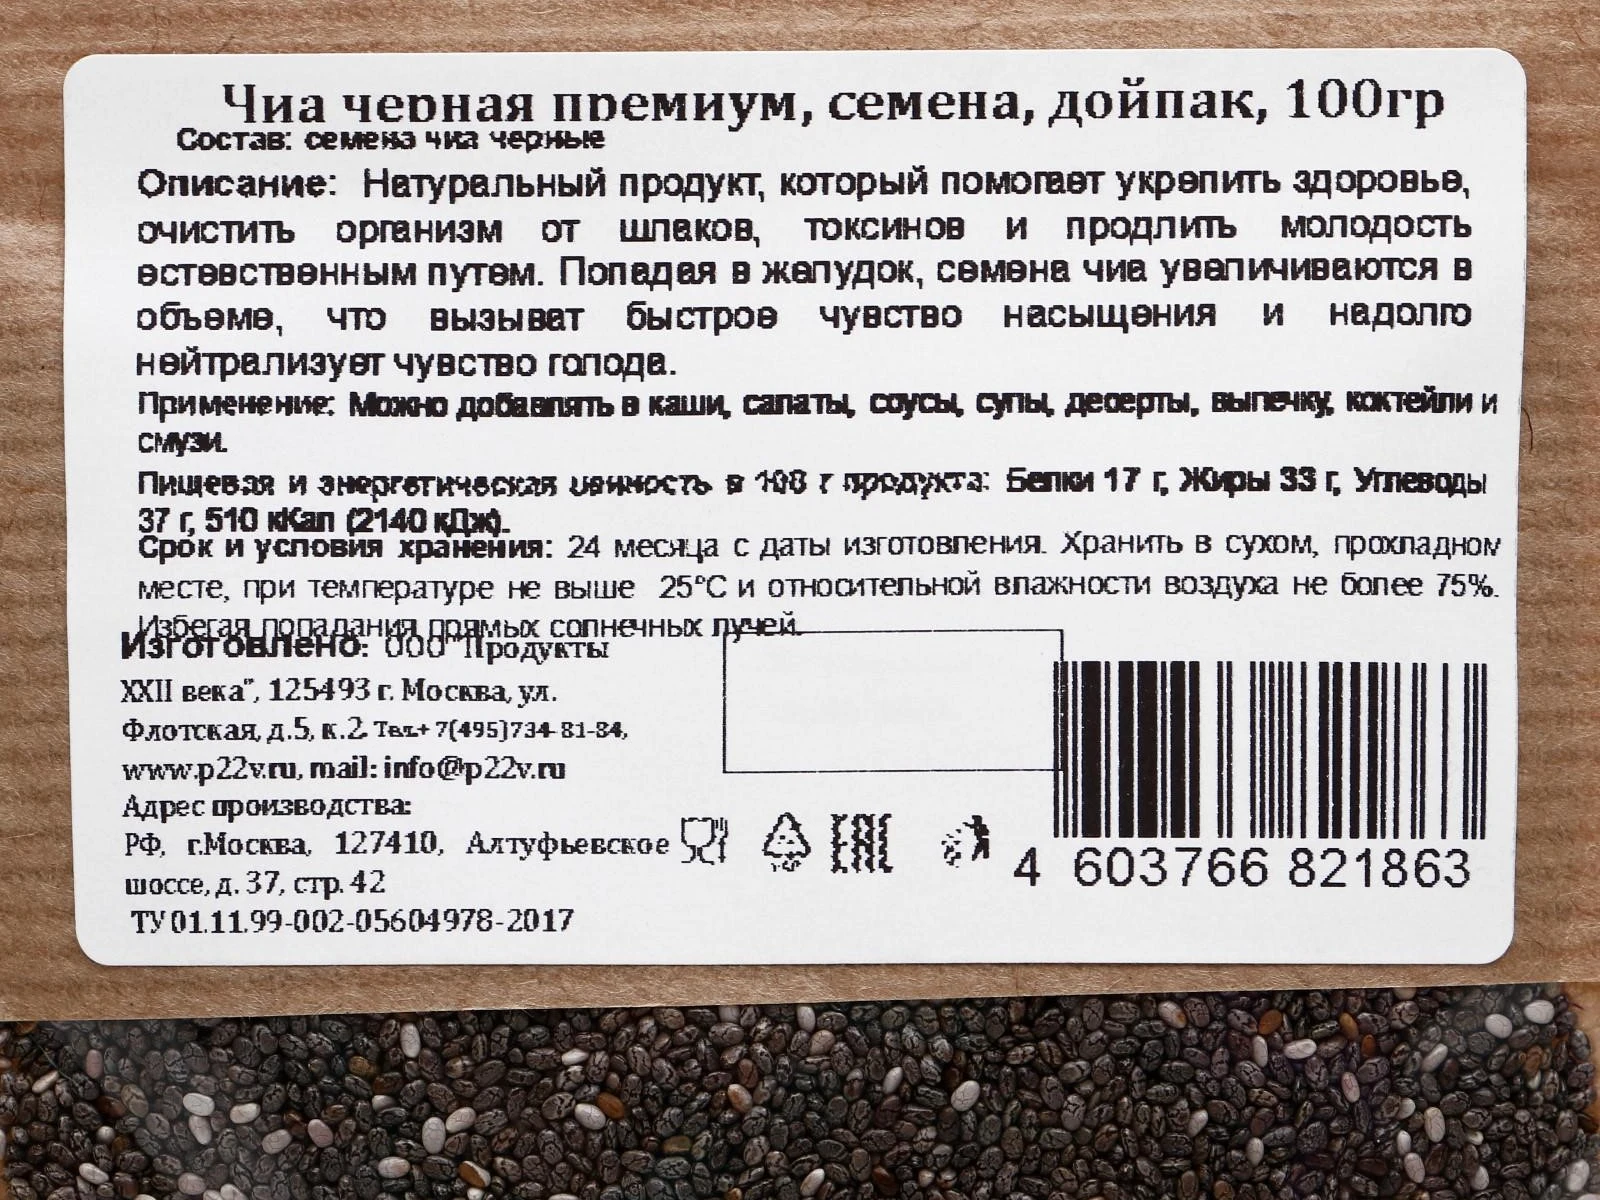 Чиа черная премиум, семена, дойпак, 100гр
Состав: семена чиа черные
Описание: Натуральный продукт, который помогает укрепить здоровье,
очистить организм от шлаков, токсинов и продлить молодость
естевственным путем. Попадая в желудок, семена чиа увеличиваются в
объеме, что вызыват быстрое чувство насыщения и надолго
нейтрализует чувство голода.
Применение: Можно добавлять в каши, салаты, соусы, супы, десерты, выпечку, коктейли и
смузи.
Пищевая и энергетическая ценность в 100 г продукта: Белки 17 г, Жиры 33 г, Углеводы
37 г, 510 кКал (2140 кДж).
Срок и условия хранения: 24 месяца с даты изготовления. Хранить в сухом, прохладном
месте, при температуре не выше 25°С и относительной влажности воздуха не более 75%.
Избегая попадания прямых солнечных лучей.
Изготовлено: ООО "Продукты
XXII века", 125493 г. Москва, ул.
Флотская, д.5, к.2. Тел.+ 7(495)734-81-84,
www.p22v.ru, mail: info@p22v.ru
Адрес производства:
РФ, г.Москва, 127410, Алтуфьевское
шоссе, д. 37, стр. 42
ТУ 01.11.99-002-05604978-2017
EAC
4 603766 821863